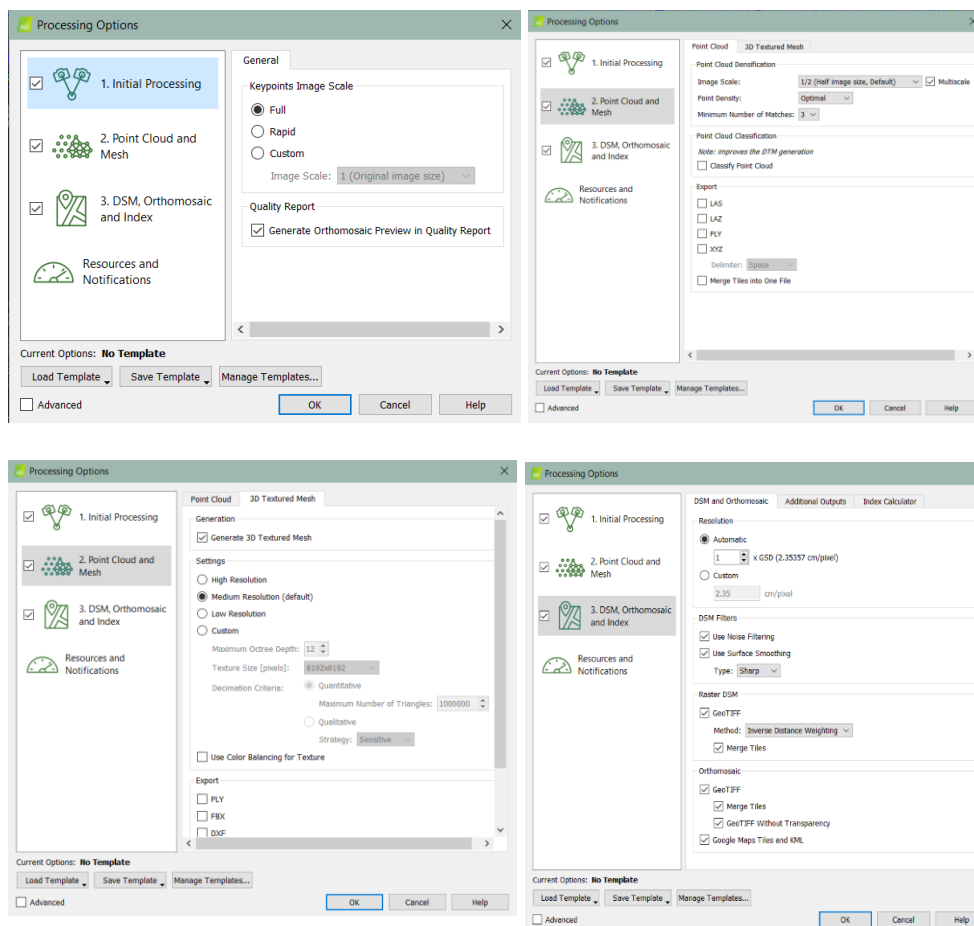 Processing Options
1. Initial Processing
2. Point Cloud and
Mesh
3. DSM, Orthomosaic
and Index
Resources and
Notifications
General
Keypoints Image Scale
Full
Rapid
Custom
Image Scale: 1 (Original image size)
Quality Report
Generate Orthomosaic Preview in Quality Report
Current Options: No Template
Load Template Save Template Manage Templates...
Advanced OK Cancel Help
Processing Options
1. Initial Processing
2. Point Cloud and
Mesh
3. DSM, Orthomosaic
and Index
Resources and
Notifications
Point Cloud 3D Textured Mesh
Point Cloud Densification
Image Scale: 1/2 (Half image size, Default) Multiscale
Point Density: Optimal
Minimum Number of Matches: 3
Point Cloud Classification
Note: improves the DTM generation
Classify Point Cloud
Export
LAS
LAZ
PLY
XYZ
Delimiter: Space
Merge Tiles into One File
Current Options: No Template
Load Template Save Template Manage Templates...
Advanced OK Cancel Help
Processing Options
1. Initial Processing
2. Point Cloud and
Mesh
3. DSM, Orthomosaic
and Index
Resources and
Notifications
Point Cloud 3D Textured Mesh
Generation
Generate 3D Textured Mesh
Settings
High Resolution
Medium Resolution (default)
Low Resolution
Custom
Maximum Octree Depth: 12
Texture Size [pixels]: 8192x8192
Decimation Criteria: Quantitative
Maximum Number of Triangles: 1000000
Qualitative
Strategy: Sensitive
Use Color Balancing for Texture
Export
PLY
FBX
DXF
Current Options: No Template
Load Template Save Template Manage Templates...
Advanced OK Cancel Help
Processing Options
1. Initial Processing
2. Point Cloud and
Mesh
3. DSM, Orthomosaic
and Index
Resources and
Notifications
DSM and Orthomosaic Additional Outputs Index Calculator
Resolution
Automatic
1 x GSD (2.35357 cm/pixel)
Custom
2.35 cm/pixel
DSM Filters
Use Noise Filtering
Use Surface Smoothing
Type: Sharp
Raster DSM
GeoTIFF
Method: Inverse Distance Weighting
Merge Tiles
Orthomosaic
GeoTIFF
Merge Tiles
GeoTIFF Without Transparency
Google Maps Tiles and KML
Current Options: No Template
Load Template Save Template Manage Templates...
Advanced OK Cancel Help